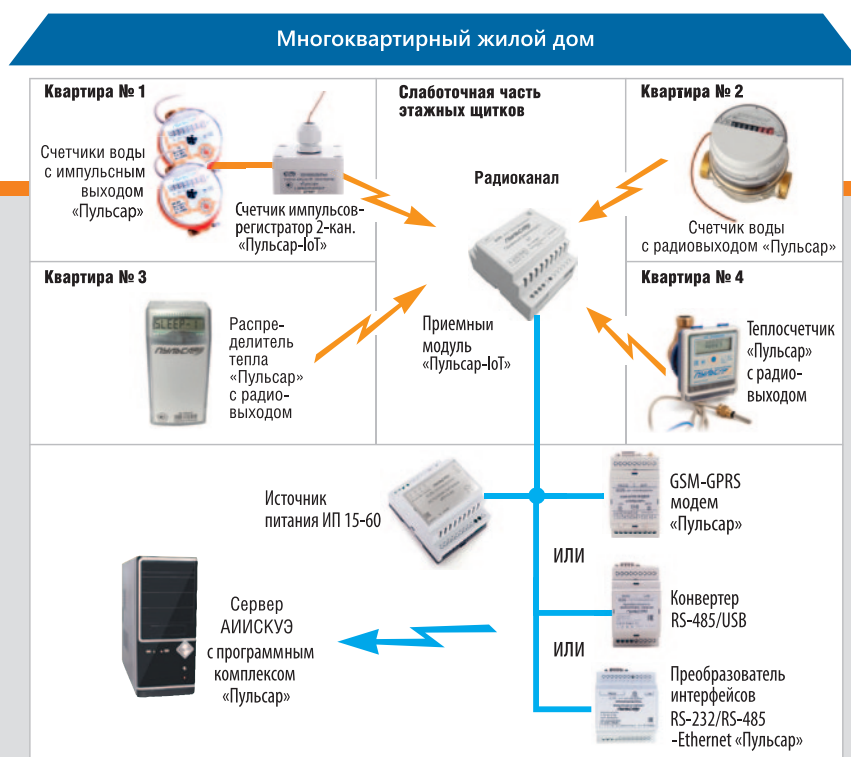 Многоквартирный жилой дом
Квартира № 1
Счетчики воды
с импульсным
выходом
«Пульсар»
Счетчик импульсов-
регистратор 2-кан.
«Пульсар-IoT»
Слаботочная часть
этажных щитков
Радиоканал
Приемный
модуль
«Пульсар-IoT»
Квартира № 2
Счетчик воды
с радиовыходом «Пульсар»
Квартира № 3
SLEEP-1
Распре-
делитель
тепла
«Пульсар»
с радио-
выходом
Квартира № 4
Теплосчетчик
«Пульсар»
с радио-
выходом
Источник
питания ИП 15-60
GSM-GPRS
модем
«Пульсар»
ИЛИ
Конвертер
RS-485/USB
ИЛИ
Преобразователь
интерфейсов
RS-232/RS-485
-Ethernet «Пульсар»
Сервер
АИИСКУЭ
с программным
комплексом
«Пульсар»